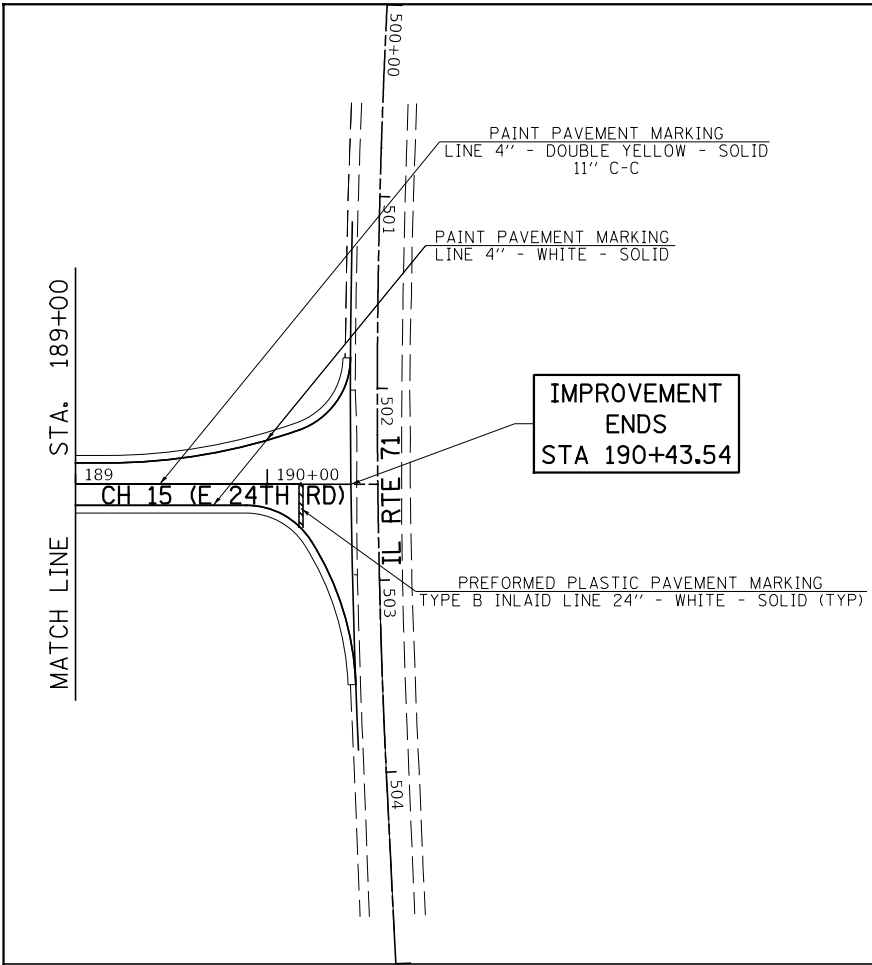 500+00
PAINT PAVEMENT MARKING
LINE 4'' - DOUBLE YELLOW - SOLID
11'' C-C
501
PAINT PAVEMENT MARKING
LINE 4'' - WHITE - SOLID
MATCH LINE STA. 189+00
IMPROVEMENT
ENDS
STA 190+43.54
502
189
190+00
CH 15 (E. 24TH RD)
IL RTE 71
PREFORMED PLASTIC PAVEMENT MARKING
TYPE B INLAID LINE 24'' - WHITE - SOLID (TYP)
503
504